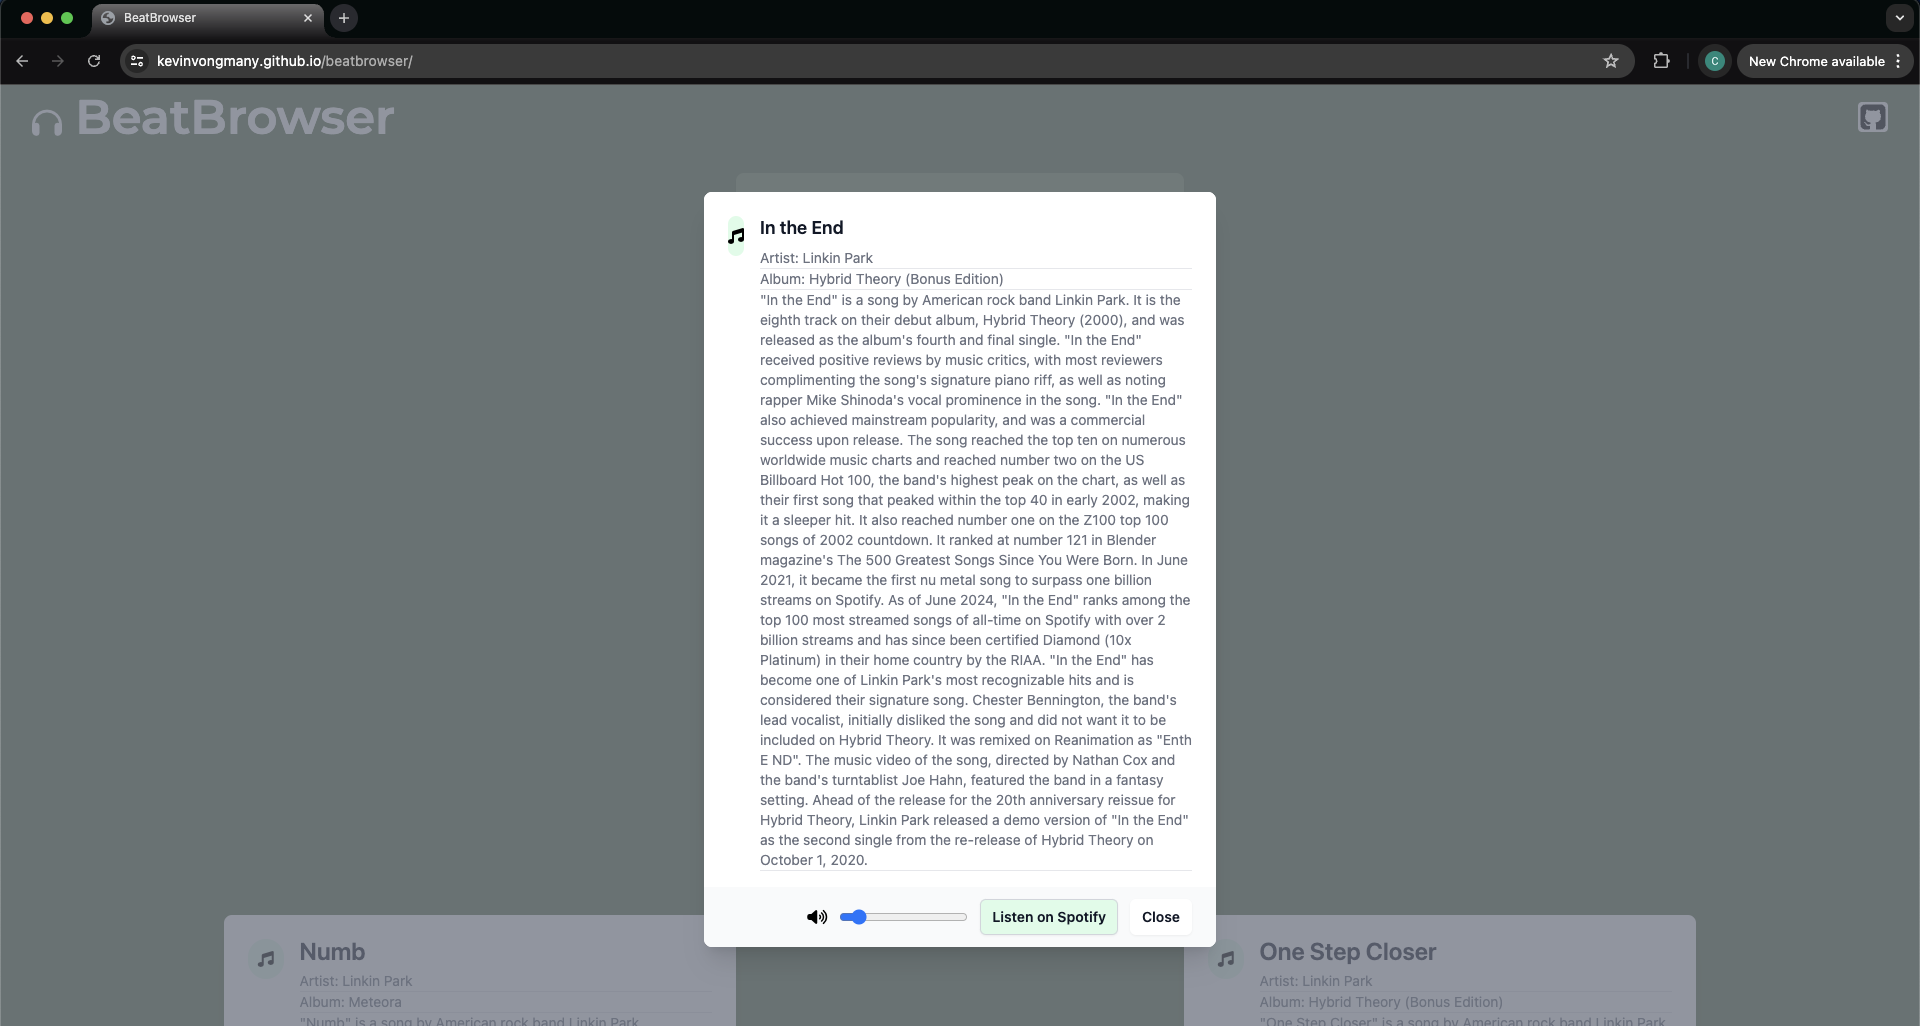 BeatBrowser
kevinvongmany.github.io/beatbrowser/
C
New Chrome available
BeatBrowser
In the End
Artist: Linkin Park
Album: Hybrid Theory (Bonus Edition)
"In the End" is a song by American rock band Linkin Park. It is the
eighth track on their debut album, Hybrid Theory (2000), and was
released as the album's fourth and final single. "In the End"
received positive reviews by music critics, with most reviewers
complimenting the song's signature piano riff, as well as noting
rapper Mike Shinoda's vocal prominence in the song. "In the End"
also achieved mainstream popularity, and was a commercial
success upon release. The song reached the top ten on numerous
worldwide music charts and reached number two on the US
Billboard Hot 100, the band's highest peak on the chart, as well as
their first song that peaked within the top 40 in early 2002, making
it a sleeper hit. It also reached number one on the Z100 top 100
songs of 2002 countdown. It ranked at number 121 in Blender
magazine's The 500 Greatest Songs Since You Were Born. In June
2021, it became the first nu metal song to surpass one billion
streams on Spotify. As of June 2024, "In the End" ranks among the
top 100 most streamed songs of all-time on Spotify with over 2
billion streams and has since been certified Diamond (10x
Platinum) in their home country by the RIAA. "In the End" has
become one of Linkin Park's most recognizable hits and is
considered their signature song. Chester Bennington, the band's
lead vocalist, initially disliked the song and did not want it to be
included on Hybrid Theory. It was remixed on Reanimation as "Enth
E ND". The music video of the song, directed by Nathan Cox and
the band's turntablist Joe Hahn, featured the band in a fantasy
setting. Ahead of the release for the 20th anniversary reissue for
Hybrid Theory, Linkin Park released a demo version of "In the End"
as the second single from the re-release of Hybrid Theory on
October 1, 2020.
Listen on Spotify
Close
Numb
Artist: Linkin Park
Album: Meteora
"Numb" is a song by American rock band Linkin Park
One Step Closer
Artist: Linkin Park
Album: Hybrid Theory (Bonus Edition)
"One Step Closer" is a song by American rock band Linkin Park